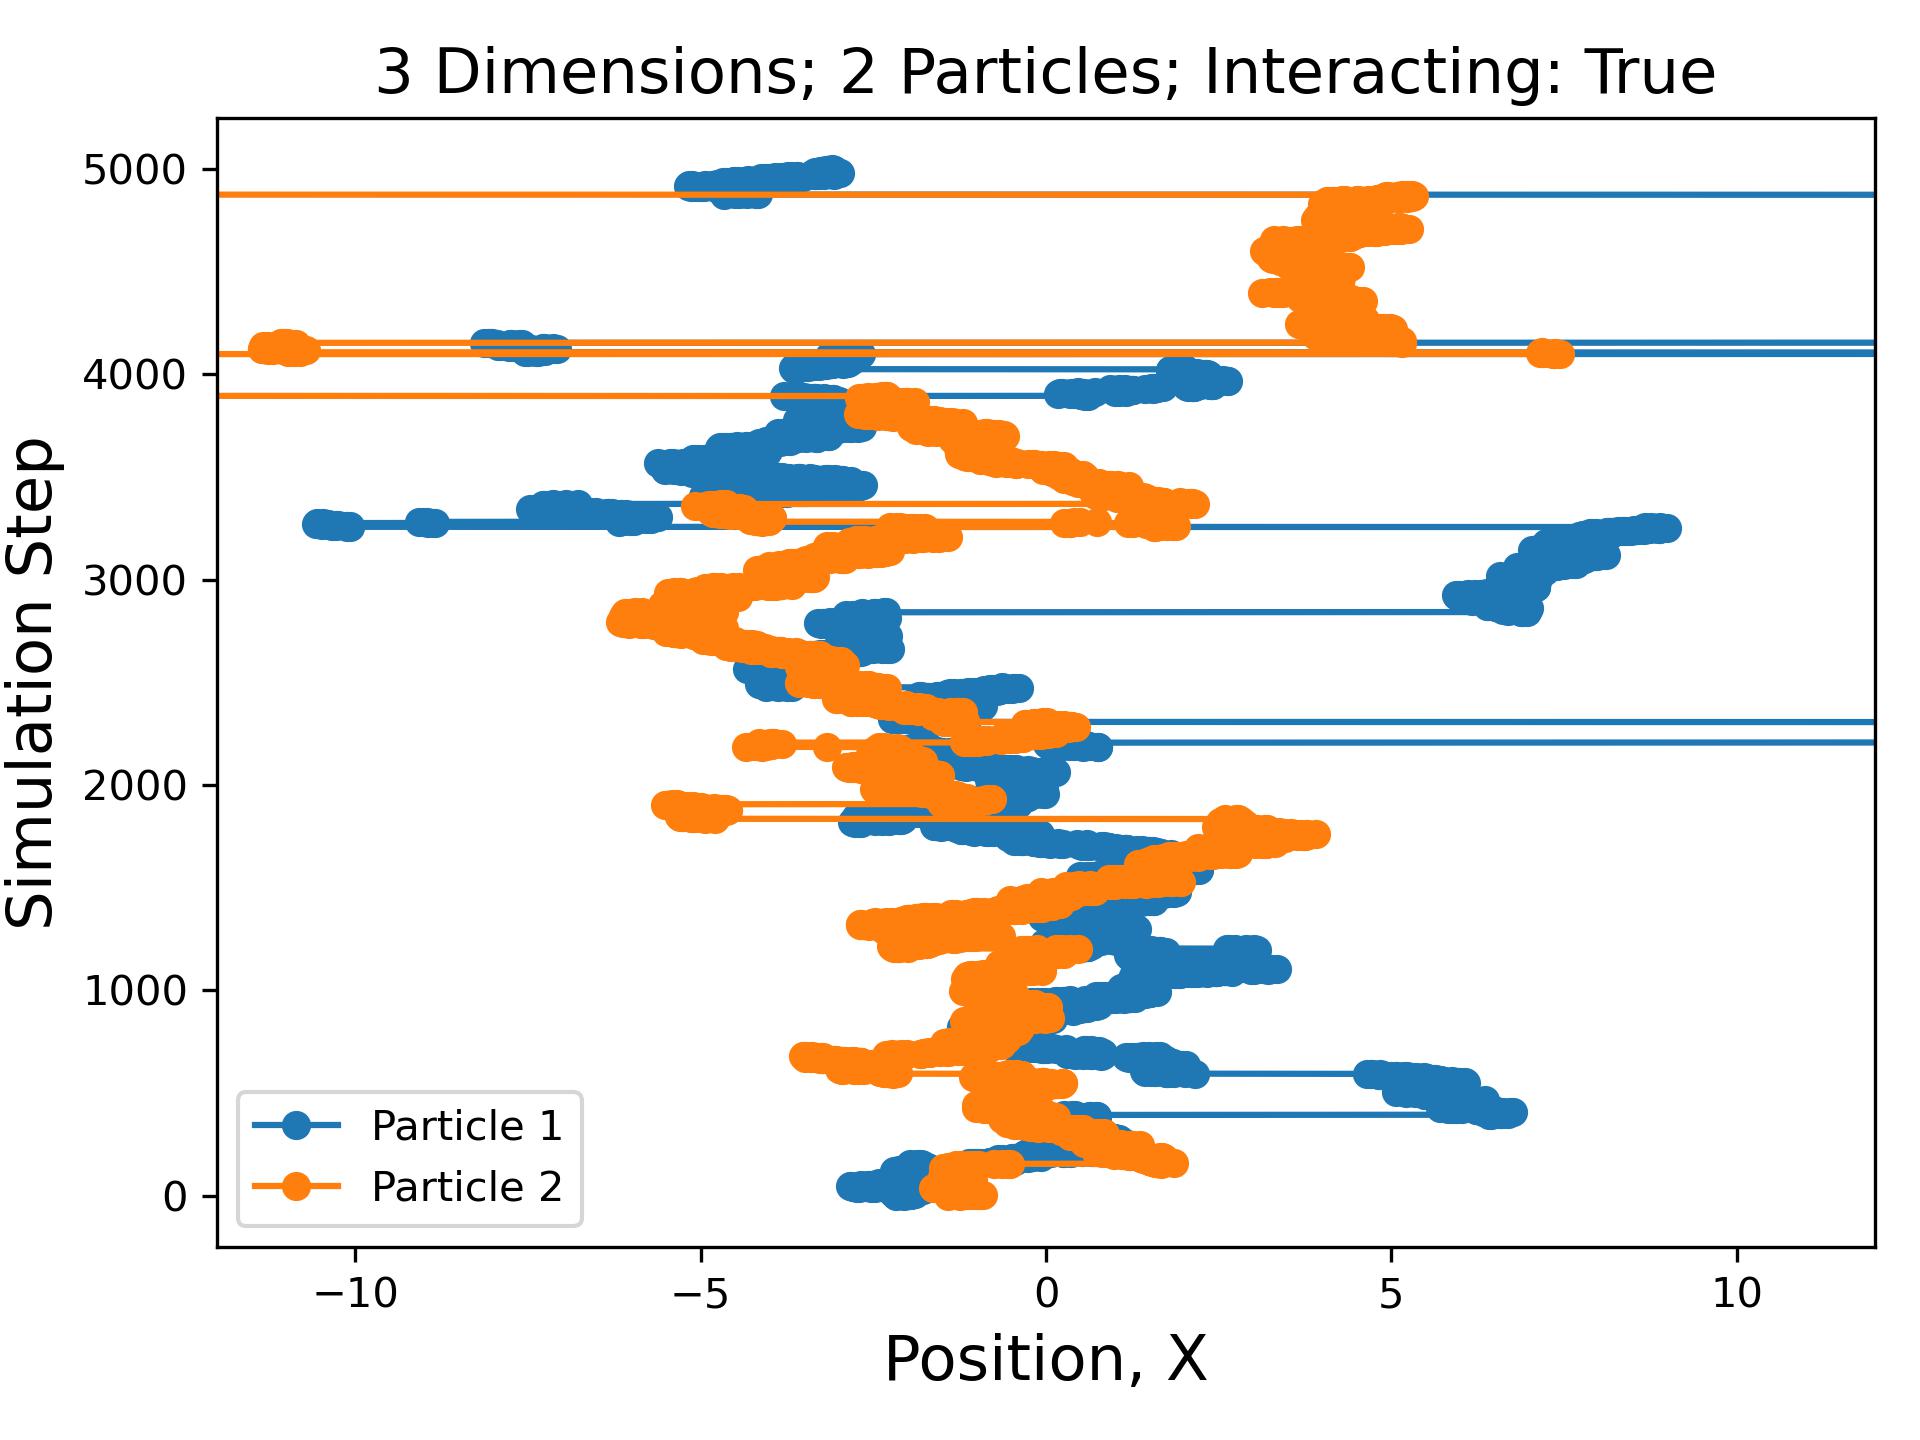 3 Dimensions; 2 Particles; Interacting: True
5000
4000
3000
2000
1000
0
Simulation Step
Particle 1
Particle 2
−10
−5
0
5
10
Position, X